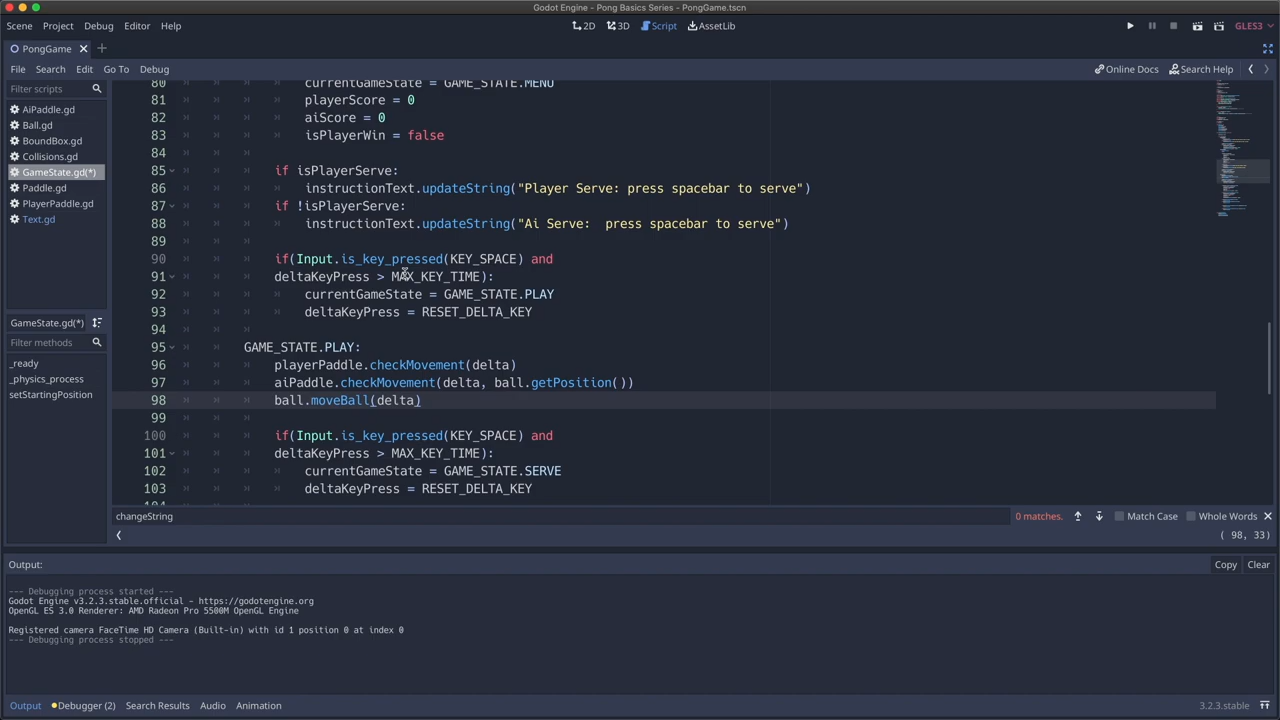 Godot Engine - Pong Basics Series - PongGame.tscn
Scene Project Debug Editor Help
2D 3D Script AssetLib
GLES3
PongGame
File Search Edit Go To Debug
Online Docs Search Help
Filter scripts
AiPaddle.gd
Ball.gd
BoundBox.gd
Collisions.gd
GameState.gd(*)
Paddle.gd
PlayerPaddle.gd
Text.gd
GameState.gd(*)
Filter methods
_ready
_physics_process
setStartingPosition
80 currentGameState = GAME_STATE.MENU
81 playerScore = 0
82 aiScore = 0
83 isPlayerWin = false
84
85 if isPlayerServe:
86 instructionText.updateString("Player Serve: press spacebar to serve")
87 if !isPlayerServe:
88 instructionText.updateString("Ai Serve:  press spacebar to serve")
89
90 if(Input.is_key_pressed(KEY_SPACE) and
91 deltaKeyPress > MAX_KEY_TIME):
92 currentGameState = GAME_STATE.PLAY
93 deltaKeyPress = RESET_DELTA_KEY
94
95 GAME_STATE.PLAY:
96 playerPaddle.checkMovement(delta)
97 aiPaddle.checkMovement(delta, ball.getPosition())
98 ball.moveBall(delta)
99
100 if(Input.is_key_pressed(KEY_SPACE) and
101 deltaKeyPress > MAX_KEY_TIME):
102 currentGameState = GAME_STATE.SERVE
103 deltaKeyPress = RESET_DELTA_KEY
104
changeString 0 matches. Match Case Whole Words
( 98, 33)
Output: Copy Clear
--- Debugging process started ---
Godot Engine v3.2.3.stable.official - https://godotengine.org
OpenGL ES 3.0 Renderer: AMD Radeon Pro 5500M OpenGL Engine
Registered camera FaceTime HD Camera (Built-in) with id 1 position 0 at index 0
--- Debugging process stopped ---
Output Debugger (2) Search Results Audio Animation
3.2.3.stable